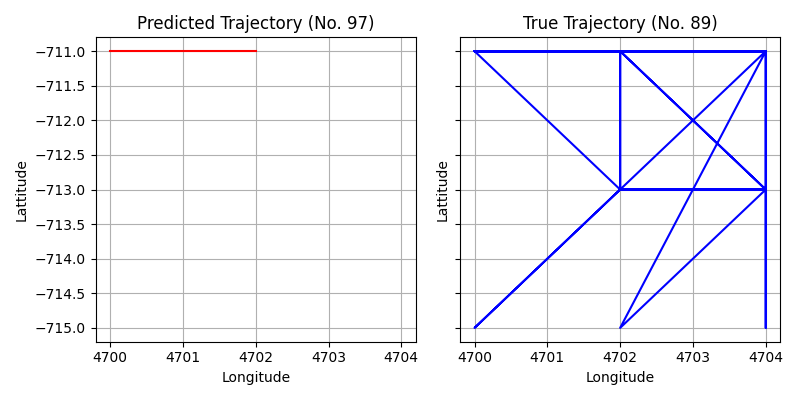 Predicted Trajectory (No. 97)
−711.0
−711.5
−712.0
−712.5
−713.0
−713.5
−714.0
−714.5
−715.0
Lattitude
4700 4701 4702 4703 4704
Longitude
True Trajectory (No. 89)
Lattitude
4700 4701 4702 4703 4704
Longitude